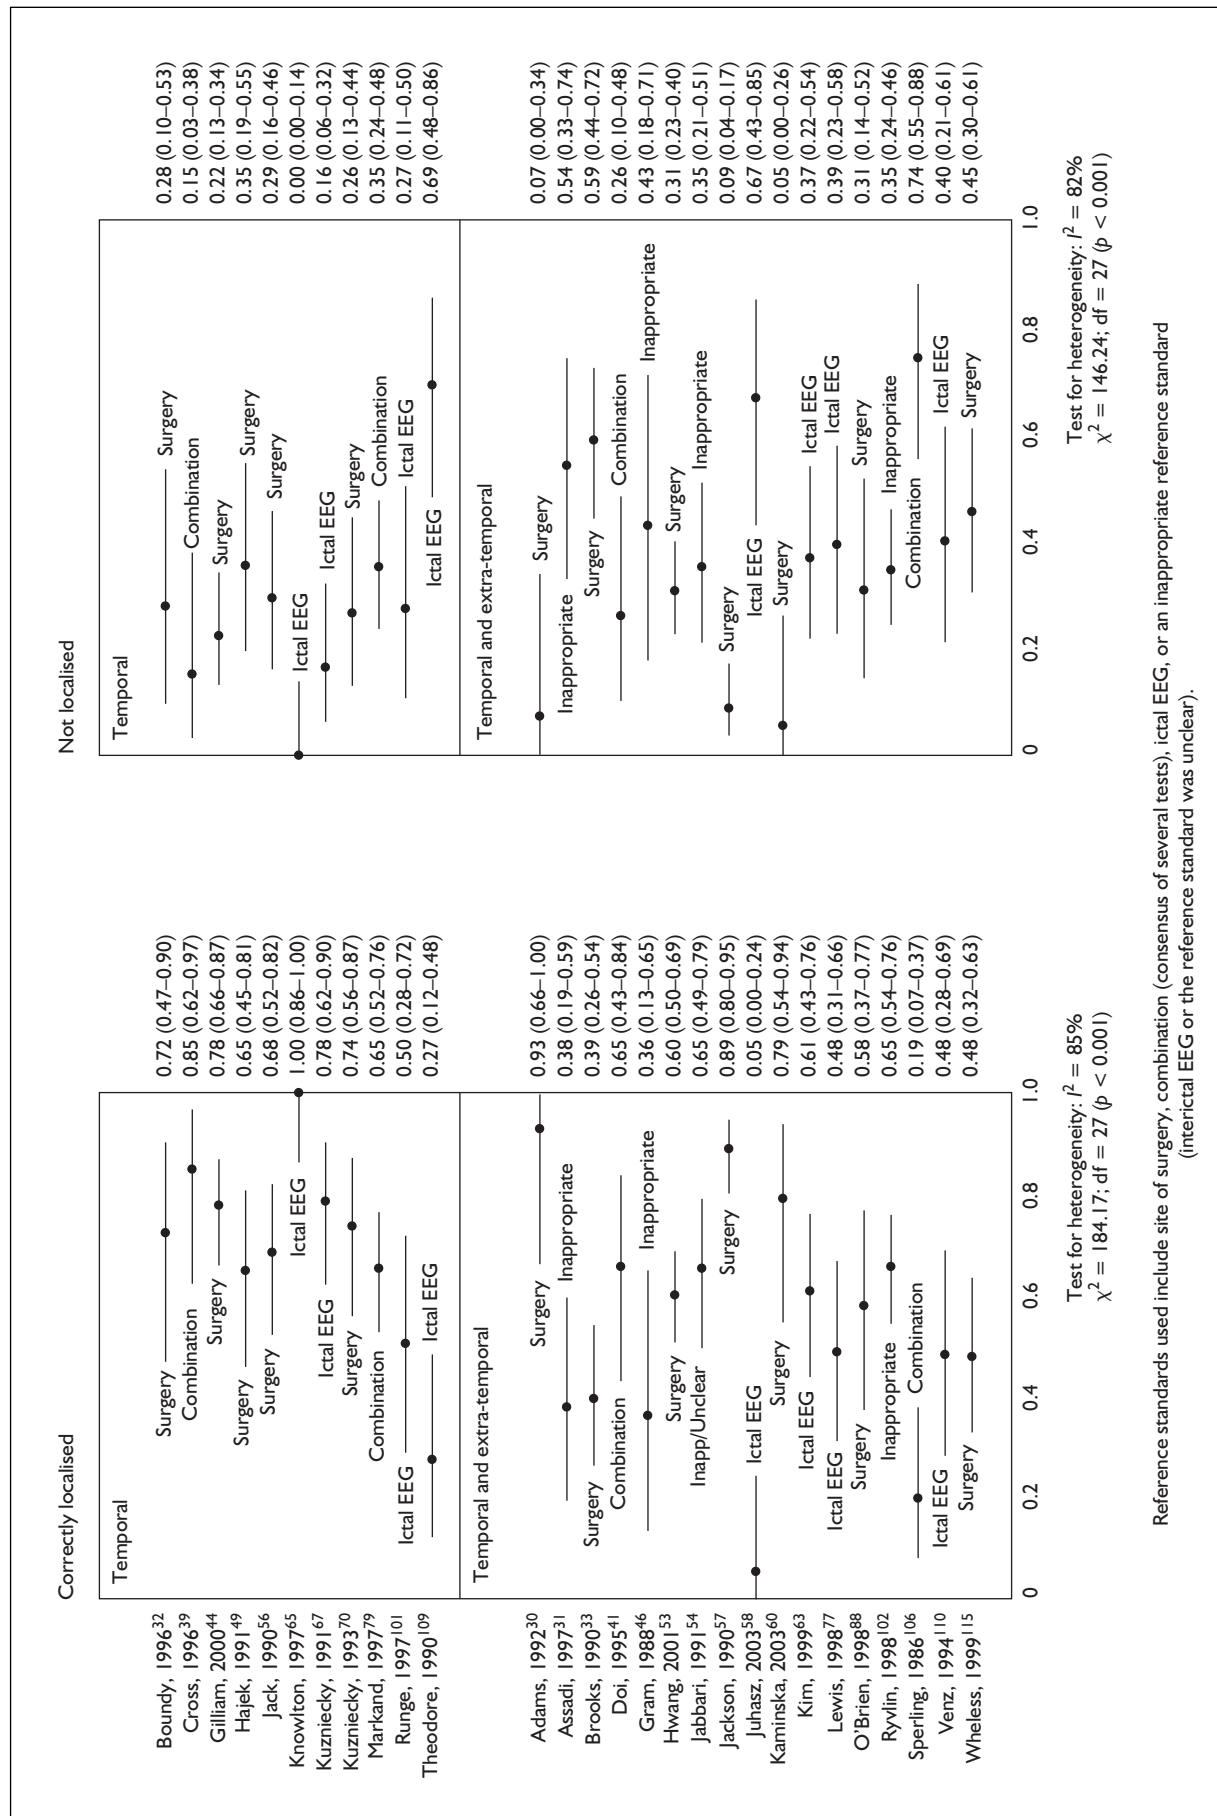 Correctly localised Not localised
Temporal Temporal
Boundy, 1996³² Surgery 0.72 (0.47–0.90) Surgery 0.28 (0.10–0.53)
Cross, 1996³⁹ Combination 0.85 (0.62–0.97) Combination 0.15 (0.03–0.38)
Gilliam, 2000⁴⁴ Surgery 0.78 (0.66–0.87) Surgery 0.22 (0.13–0.34)
Hajek, 1991⁴⁹ Surgery 0.65 (0.45–0.81) Surgery 0.35 (0.19–0.55)
Jack, 1990⁵⁶ Surgery 0.68 (0.52–0.82) Surgery 0.29 (0.16–0.46)
Knowlton, 1997⁶⁵ Ictal EEG 1.00 (0.86–1.00) Ictal EEG 0.00 (0.00–0.14)
Kuzniecky, 1991⁶⁷ Ictal EEG 0.78 (0.62–0.90) Ictal EEG 0.16 (0.06–0.32)
Kuzniecky, 1993⁷⁰ Surgery 0.74 (0.56–0.87) Surgery 0.26 (0.13–0.44)
Markand, 1997⁷⁹ Combination 0.65 (0.52–0.76) Combination 0.35 (0.24–0.48)
Runge, 1997¹⁰¹ Ictal EEG 0.50 (0.28–0.72) Ictal EEG 0.27 (0.11–0.50)
Theodore, 1990¹⁰⁹ Ictal EEG 0.27 (0.12–0.48) Ictal EEG 0.69 (0.48–0.86)
Temporal and extra-temporal Temporal and extra-temporal
Adams, 1992³⁰ Surgery 0.93 (0.66–1.00) Surgery 0.07 (0.00–0.34)
Assadi, 1997³¹ Inappropriate 0.38 (0.19–0.59) Inappropriate 0.54 (0.33–0.74)
Brooks, 1990³³ Surgery 0.39 (0.26–0.54) Surgery 0.59 (0.44–0.72)
Doi, 1995⁴¹ Combination 0.65 (0.43–0.84) Combination 0.26 (0.10–0.48)
Gram, 1988⁴⁶ Inappropriate 0.36 (0.13–0.65) Inappropriate 0.43 (0.18–0.71)
Hwang, 2001⁵³ Surgery 0.60 (0.50–0.69) Surgery 0.31 (0.23–0.40)
Jabbari, 1991⁵⁴ Inapp/Unclear 0.65 (0.49–0.79) Inappropriate 0.35 (0.21–0.51)
Jackson, 1990⁵⁷ Surgery 0.89 (0.80–0.95) Surgery 0.09 (0.04–0.17)
Juhasz, 2003⁵⁸ Ictal EEG 0.05 (0.00–0.24) Ictal EEG 0.67 (0.43–0.85)
Kaminska, 2003⁶⁰ Surgery 0.79 (0.54–0.94) Surgery 0.05 (0.00–0.26)
Kim, 1999⁶³ Ictal EEG 0.61 (0.43–0.76) Ictal EEG 0.37 (0.22–0.54)
Lewis, 1998⁷⁷ Ictal EEG 0.48 (0.31–0.66) Ictal EEG 0.39 (0.23–0.58)
O'Brien, 1998⁸⁸ Surgery 0.58 (0.37–0.77) Surgery 0.31 (0.14–0.52)
Ryvlin, 1998¹⁰² Inappropriate 0.65 (0.54–0.76) Inappropriate 0.35 (0.24–0.46)
Sperling, 1986¹⁰⁶ Combination 0.19 (0.07–0.37) Combination 0.74 (0.55–0.88)
Venz, 1994¹¹⁰ Ictal EEG 0.48 (0.28–0.69) Ictal EEG 0.40 (0.21–0.61)
Wheless, 1999¹¹⁵ Surgery 0.48 (0.32–0.63) Surgery 0.45 (0.30–0.61)
0 0.2 0.4 0.6 0.8 1.0 0 0.2 0.4 0.6 0.8 1.0
Test for heterogeneity: I² = 85% Test for heterogeneity: I² = 82%
χ² = 184.17; df = 27 (p < 0.001) χ² = 146.24; df = 27 (p < 0.001)
Reference standards used include site of surgery, combination (consensus of several tests), ictal EEG, or an inappropriate reference standard
(interictal EEG or the reference standard was unclear).